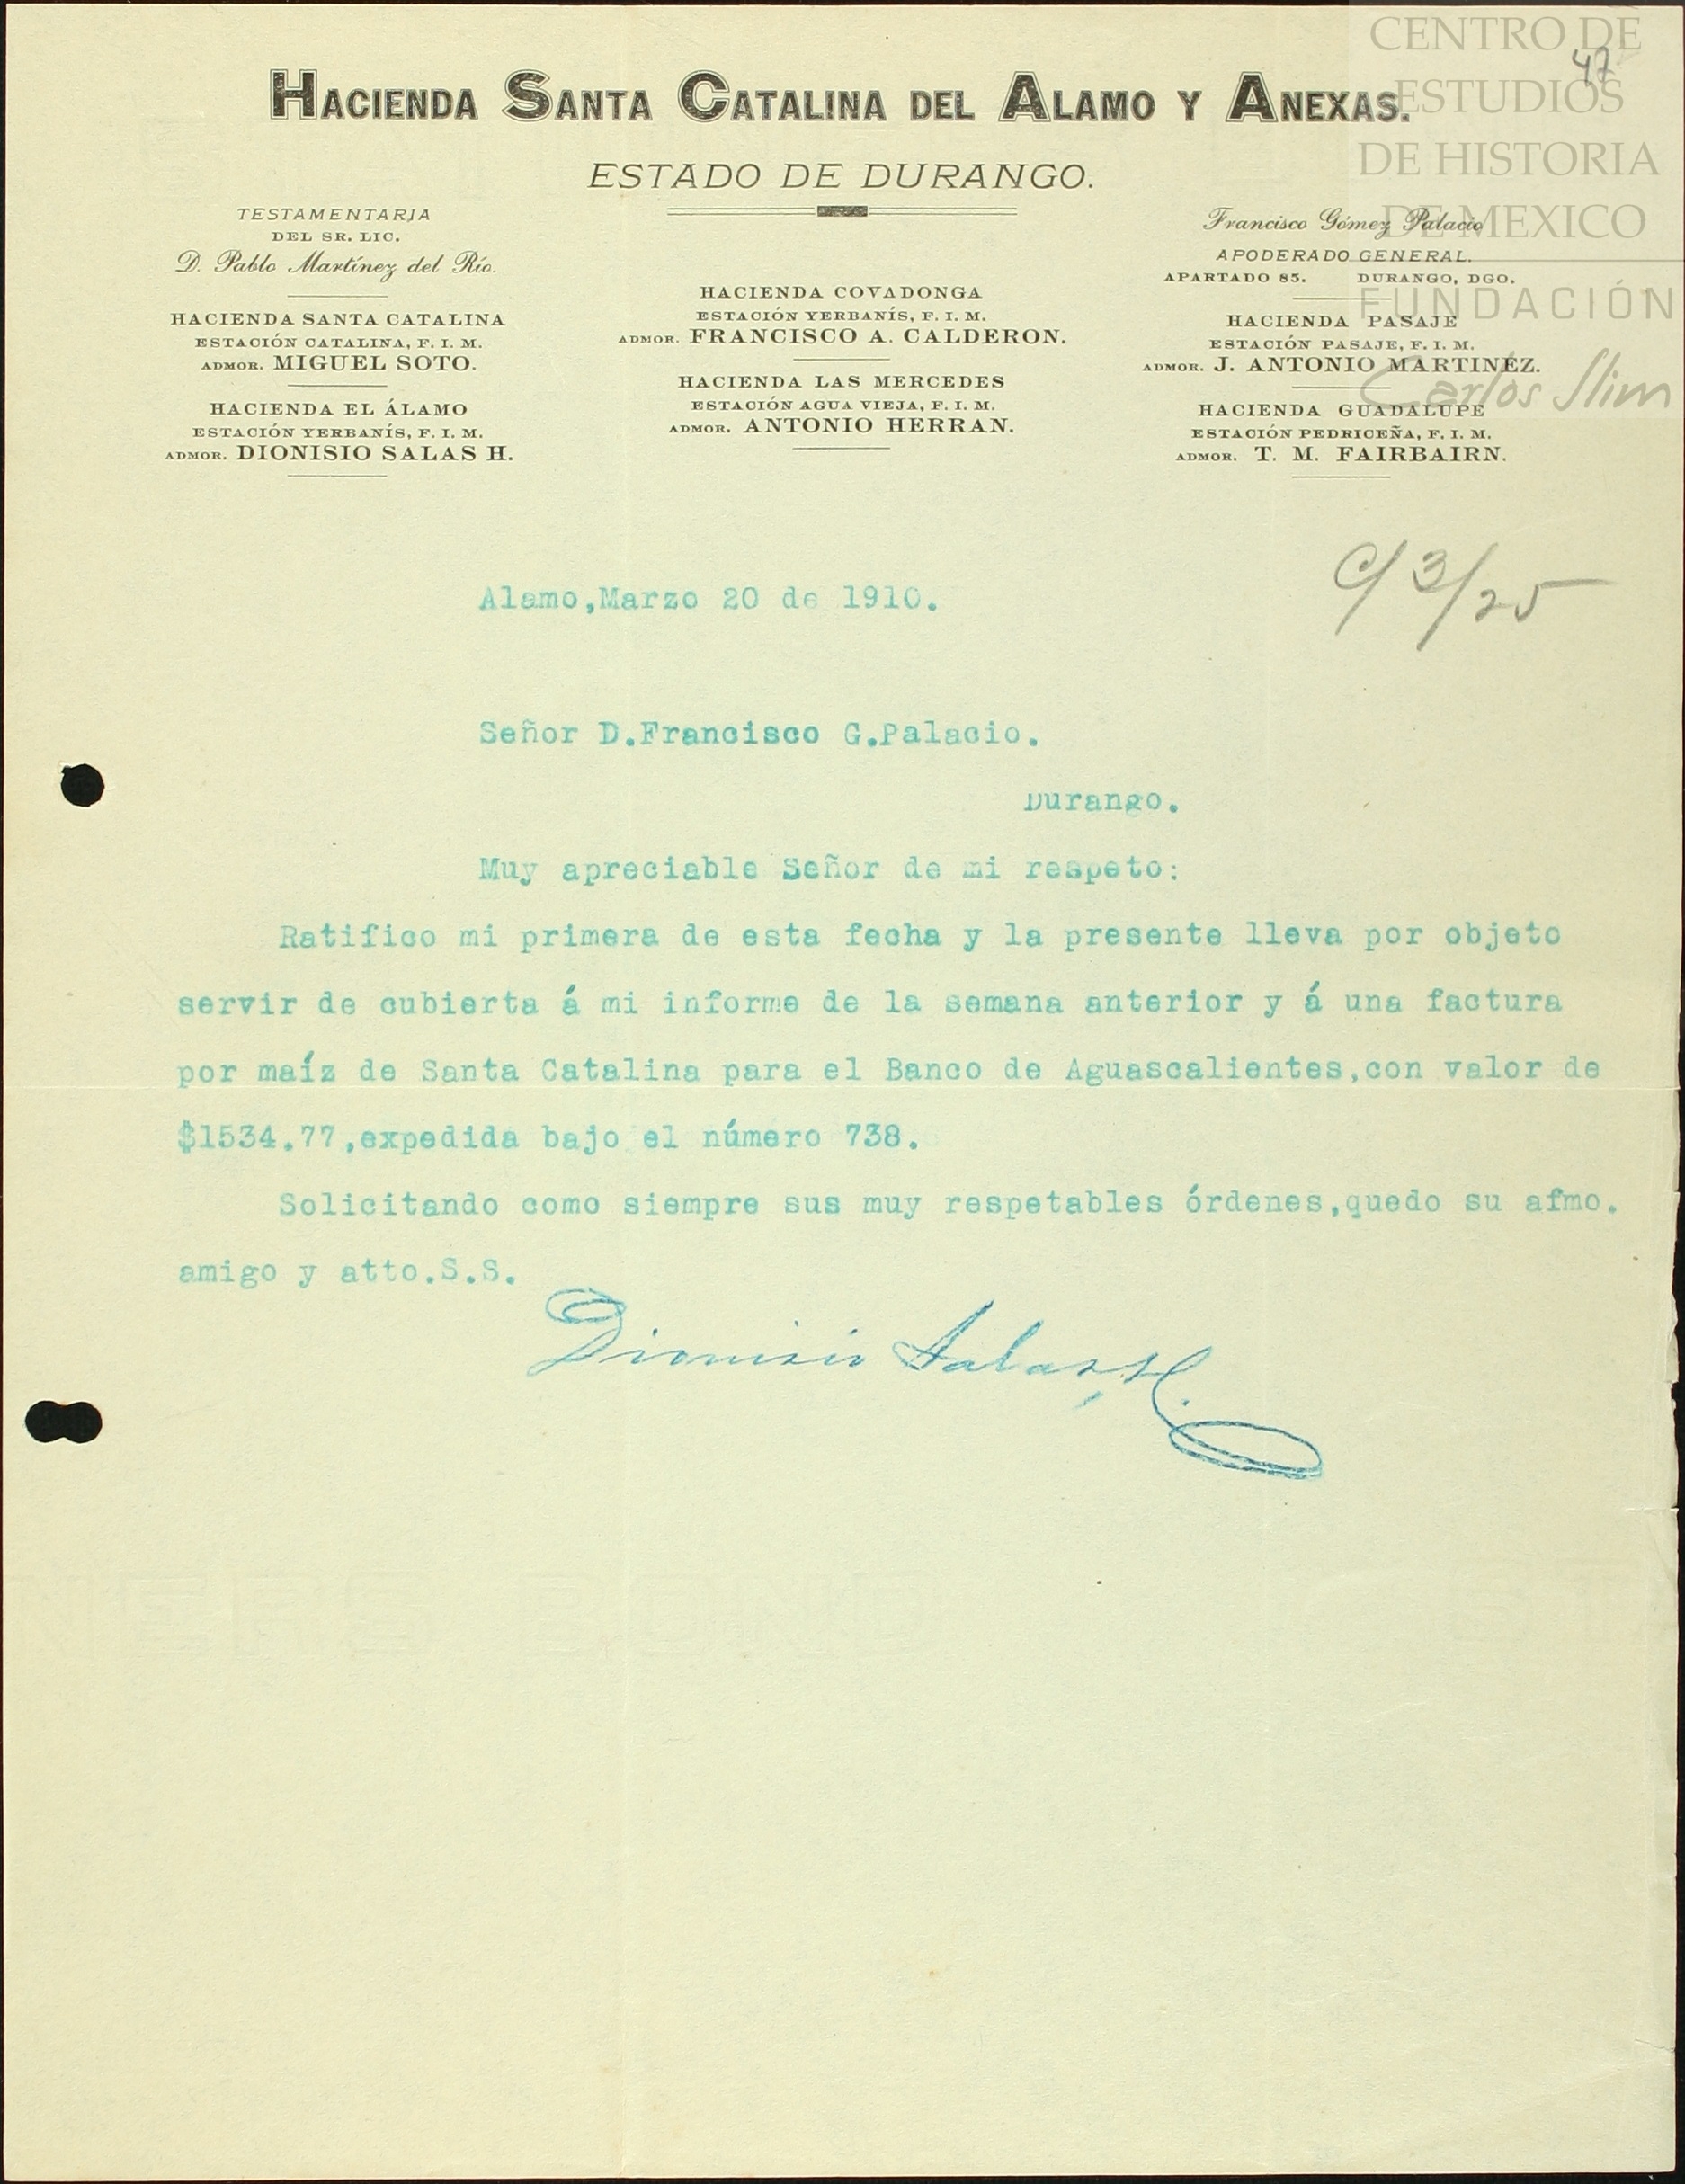 CENTRO DE
ESTUDIOS
DE HISTORIA
DE MEXICO
FUNDACIÓN
Carlos Slim
47
HACIENDA SANTA CATALINA DEL ALAMO Y ANEXAS.
ESTADO DE DURANGO.
TESTAMENTARIA
DEL SR. LIC.
D. Pablo Martínez del Río.
HACIENDA SANTA CATALINA
ESTACIÓN CATALINA, F. I. M.
ADMOR. MIGUEL SOTO.
HACIENDA EL ÁLAMO
ESTACIÓN YERBANÍS, F. I. M.
ADMOR. DIONISIO SALAS H.
HACIENDA COVADONGA
ESTACIÓN YERBANÍS, F. I. M.
ADMOR. FRANCISCO A. CALDERON.
HACIENDA LAS MERCEDES
ESTACIÓN AGUA VIEJA, F. I. M.
ADMOR. ANTONIO HERRAN.
Francisco Gómez Palacio
APODERADO GENERAL.
APARTADO 85. DURANGO, DGO.
HACIENDA PASAJE
ESTACIÓN PASAJE, F. I. M.
ADMOR. J. ANTONIO MARTINEZ.
HACIENDA GUADALUPE
ESTACIÓN PEDRICEÑA, F. I. M.
ADMOR. T. M. FAIRBAIRN.
C/ 3/25
Alamo,Marzo 20 de 1910.
Señor D.Francisco G.Palacio.
Durango.
Muy apreciable Señor de mi respeto:
Ratifico mi primera de esta fecha y la presente lleva por objeto
servir de cubierta á mi informe de la semana anterior y á una factura
por maíz de Santa Catalina para el Banco de Aguascalientes,con valor de
$1534.77,expedida bajo el número 738.
Solicitando como siempre sus muy respetables órdenes,quedo su afmo.
amigo y atto.S.S.
Dionisio Salas H.